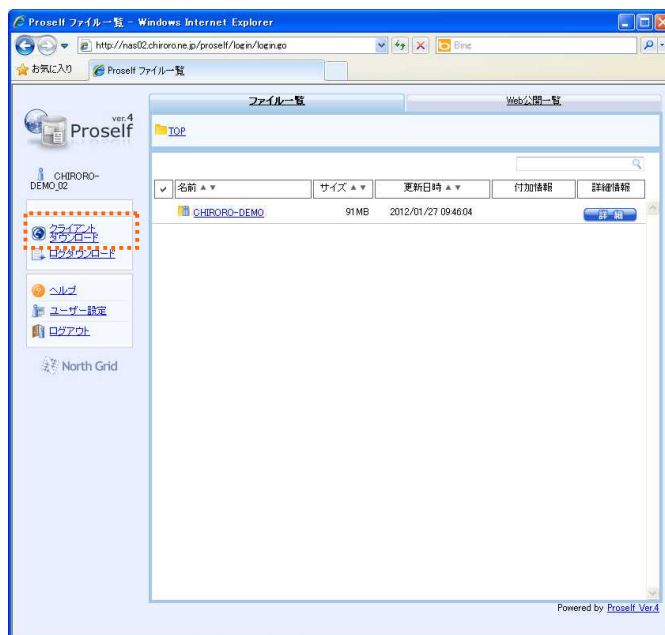 Proself ファイル一覧 - Windows Internet Explorer
http://nas02.chiroro.ne.jp/proself/login/login.go
Bing
お気に入り
Proself ファイル一覧
ver.4
Proself
CHIRORO-
DEMO_02
クライアント
ダウンロード
ログダウンロード
ヘルプ
ユーザー設定
ログアウト
North Grid
ファイル一覧
Web公開一覧
TOP
名前 ▲ ▼
サイズ ▲ ▼
更新日時 ▲ ▼
付加情報
詳細情報
CHIRORO-DEMO
91 MB
2012/01/27 09:46:04
詳 細
Powered by Proself Ver.4